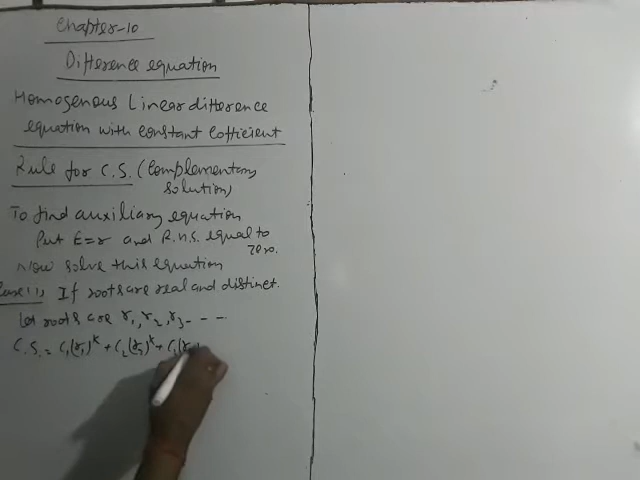 Chapter-10
Difference equation
Homogenous Linear difference
equation with constant Cofficient
Rule for C.S. (Complementary
solution)
To find auxiliary equation
Put E=r and R.H.S. equal to
zero.
Now solve this equation
Case 1), If roots are real and distinct.
Let roots are r₁, r₂, r₃ - - -
C.S. = C₁(r₁)^k + C₂(r₂)^k + C₃(r₃)